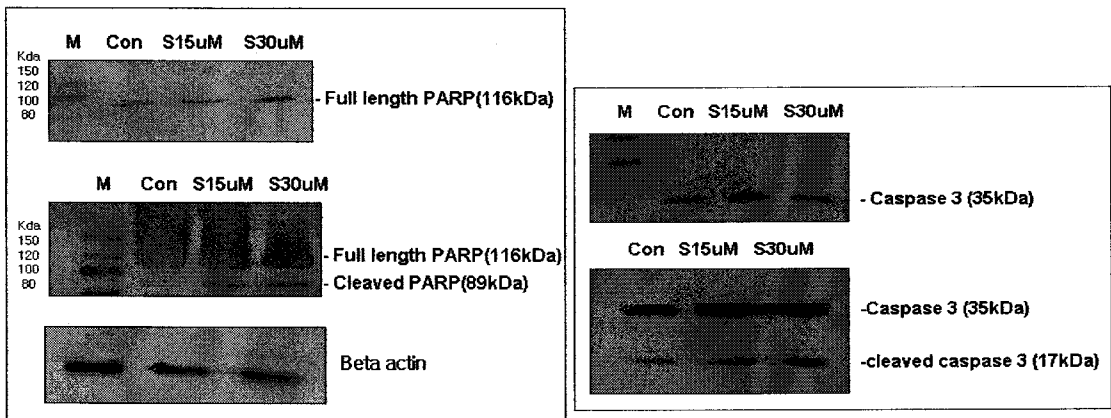 M Con S15uM S30uM
Kda
150
120
100
80
- Full length PARP(116kDa)
M Con S15uM S30uM
Kda
150
120
100
80
- Full length PARP(116kDa)
- Cleaved PARP(89kDa)
Beta actin
M Con S15uM S30uM
- Caspase 3 (35kDa)
Con S15uM S30uM
-Caspase 3 (35kDa)
-cleaved caspase 3 (17kDa)